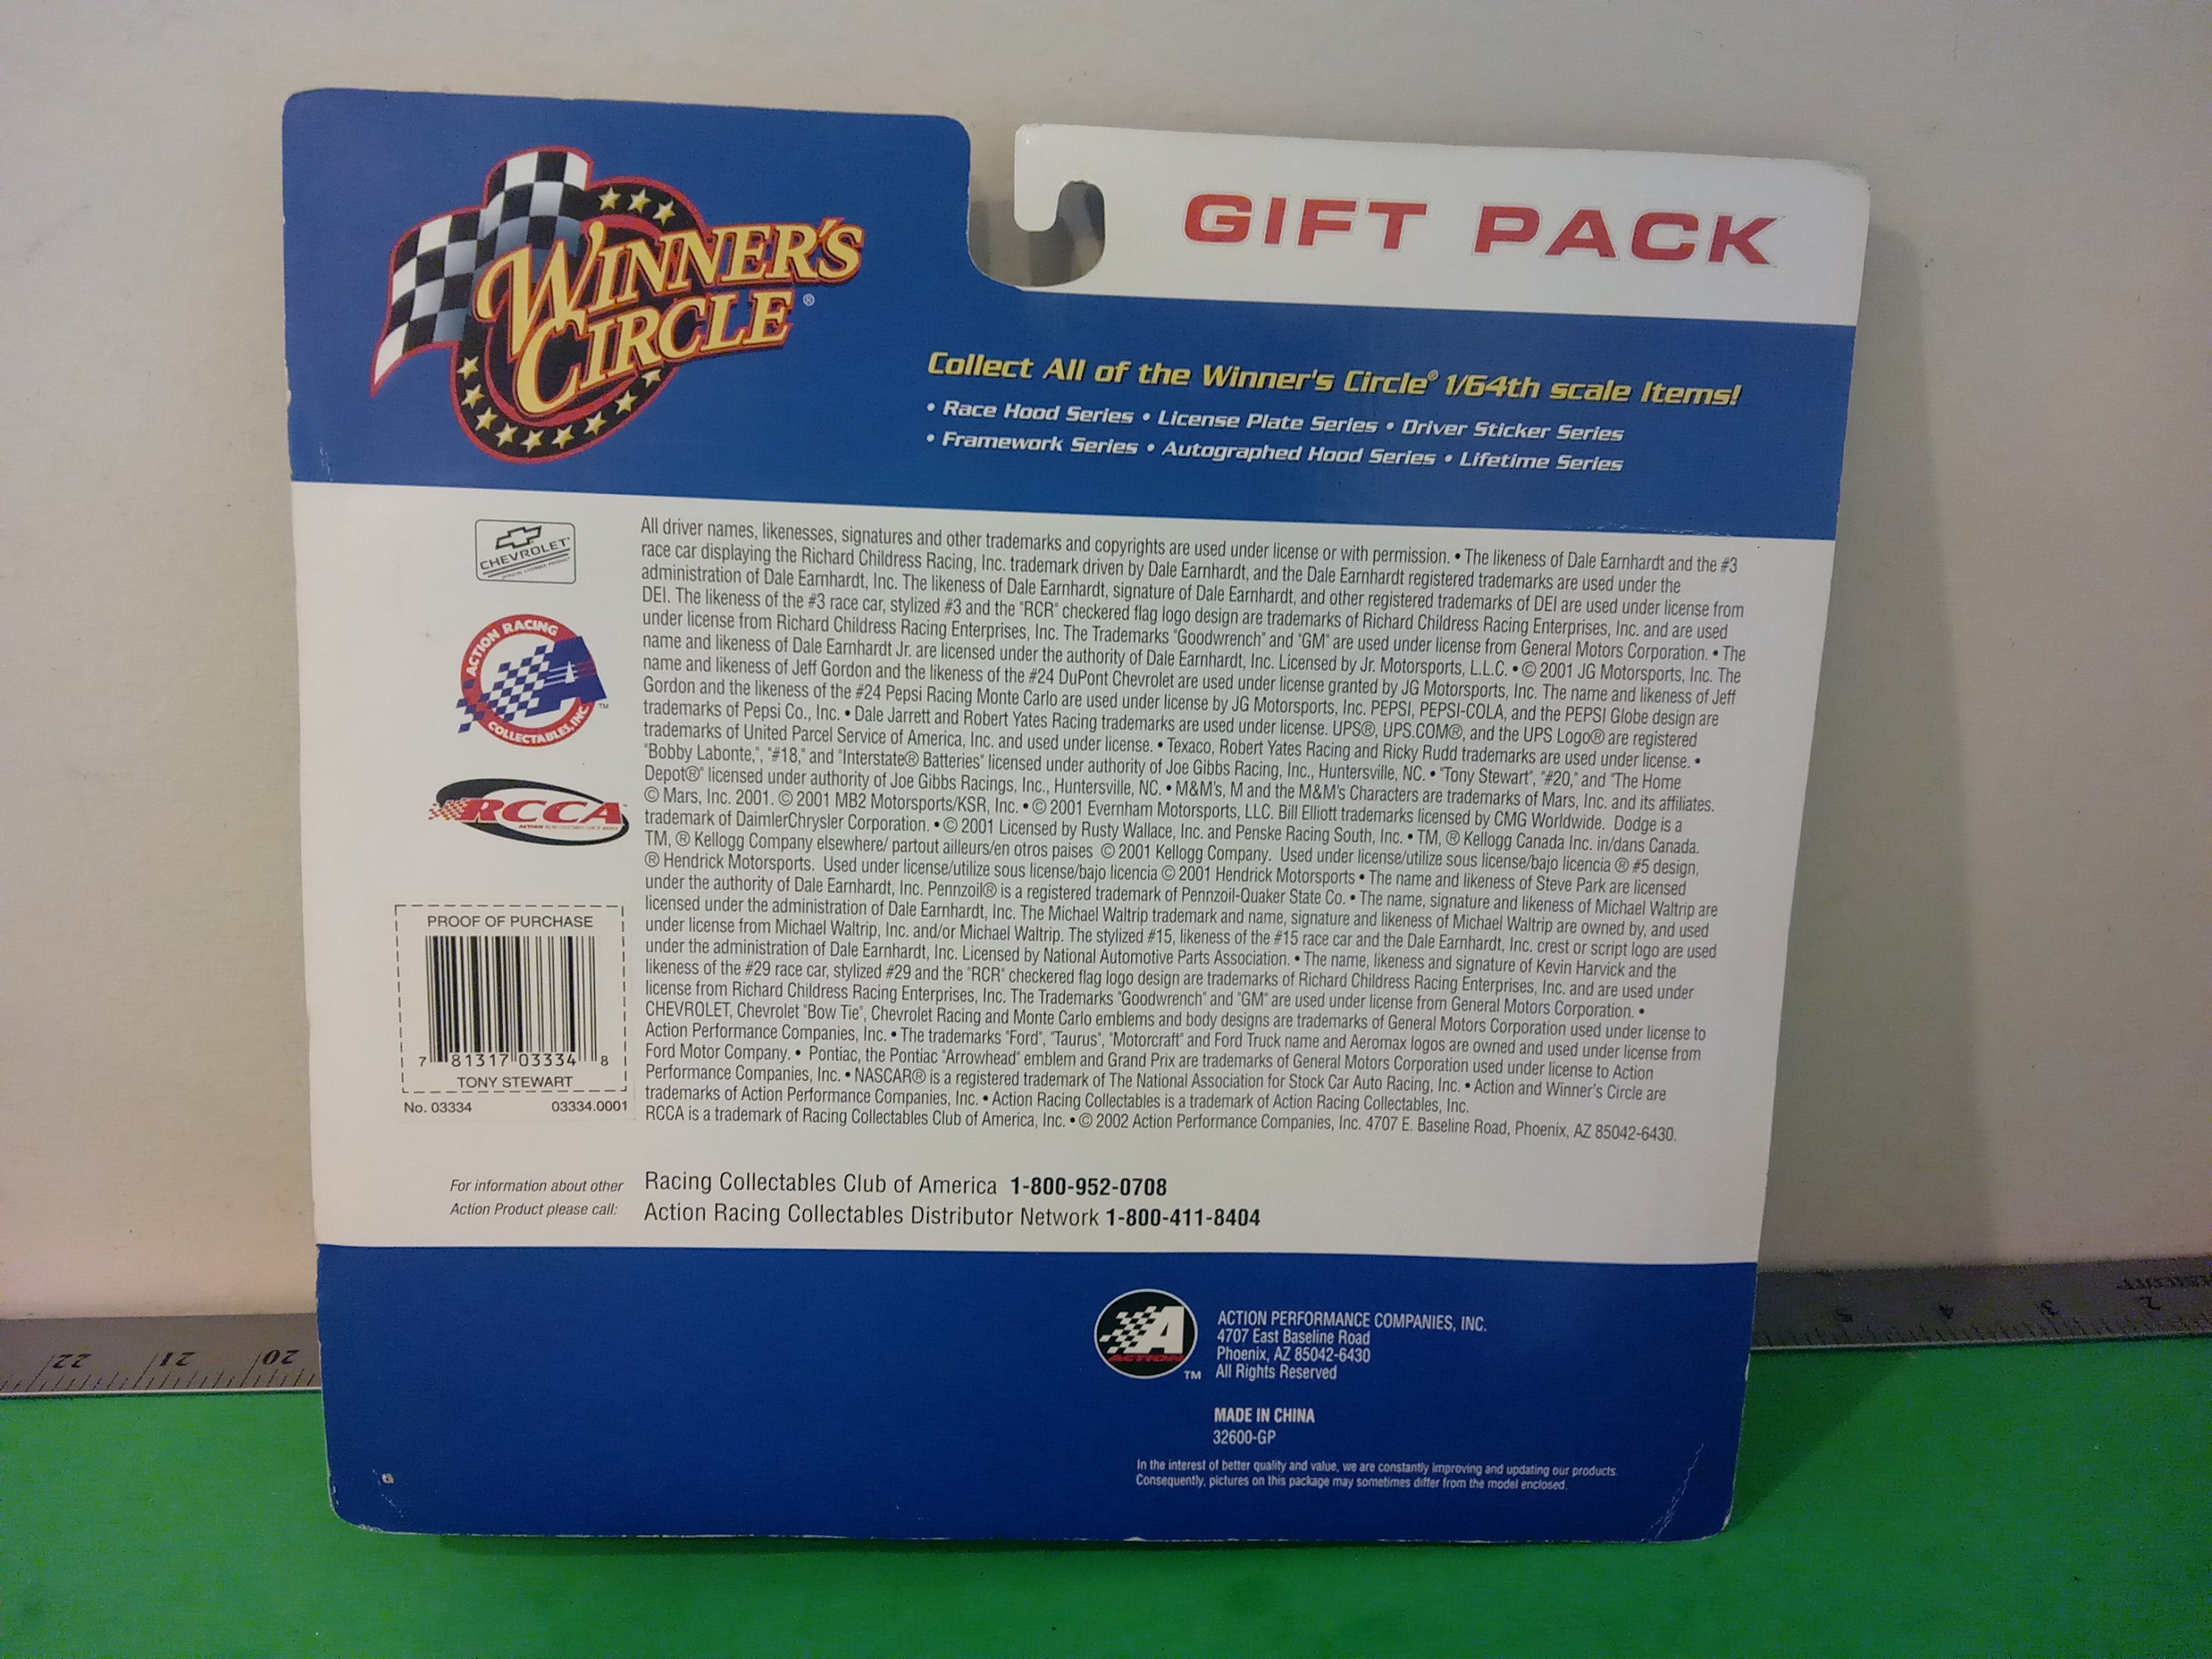 WINNER'S
CIRCLE®
GIFT PACK
Collect All of the Winner's Circle® 1/64th scale Items!
• Race Hood Series • License Plate Series • Driver Sticker Series
• Framework Series • Autographed Hood Series • Lifetime Series
CHEVROLET
ACTION RACING
COLLECTABLES, INC.
TM
RCCA
All driver names, likenesses, signatures and other trademarks and copyrights are used under license or with permission. • The likeness of Dale Earnhardt and the #3
race car displaying the Richard Childress Racing, Inc. trademark driven by Dale Earnhardt, and the Dale Earnhardt registered trademarks are used under the
administration of Dale Earnhardt, Inc. The likeness of Dale Earnhardt, signature of Dale Earnhardt, and other registered trademarks of DEI are used under license from
DEI. The likeness of the #3 race car, stylized #3 and the "RCR" checkered flag logo design are trademarks of Richard Childress Racing Enterprises, Inc. and are used
under license from Richard Childress Racing Enterprises, Inc. The Trademarks "Goodwrench" and "GM" are used under license from General Motors Corporation. • The
name and likeness of Dale Earnhardt Jr. are licensed under the authority of Dale Earnhardt, Inc. Licensed by Jr. Motorsports, L.L.C. • © 2001 JG Motorsports, Inc. The
name and likeness of Jeff Gordon and the likeness of the #24 DuPont Chevrolet are used under license granted by JG Motorsports, Inc. The name and likeness of Jeff
Gordon and the likeness of the #24 Pepsi Racing Monte Carlo are used under license by JG Motorsports, Inc. PEPSI, PEPSI-COLA, and the PEPSI Globe design are
trademarks of Pepsi Co., Inc. • Dale Jarrett and Robert Yates Racing trademarks are used under license. UPS®, UPS.COM®, and the UPS Logo® are registered
trademarks of United Parcel Service of America, Inc. and used under license. • Texaco, Robert Yates Racing and Ricky Rudd trademarks are used under license. •
"Bobby Labonte,", "#18," and "Interstate® Batteries" licensed under authority of Joe Gibbs Racing, Inc., Huntersville, NC. • "Tony Stewart", "#20," and "The Home
Depot®" licensed under authority of Joe Gibbs Racings, Inc., Huntersville, NC. • M&M's, M and the M&M's Characters are trademarks of Mars, Inc. and its affiliates.
© Mars, Inc. 2001. © 2001 MB2 Motorsports/KSR, Inc. • © 2001 Evernham Motorsports, LLC. Bill Elliott trademarks licensed by CMG Worldwide. Dodge is a
trademark of DaimlerChrysler Corporation. • © 2001 Licensed by Rusty Wallace, Inc. and Penske Racing South, Inc. • TM, ® Kellogg Canada Inc. in/dans Canada.
TM, ® Kellogg Company elsewhere/ partout ailleurs/en otros paises © 2001 Kellogg Company. Used under license/utilize sous license/bajo licencia ® #5 design,
® Hendrick Motorsports. Used under license/utilize sous license/bajo licencia © 2001 Hendrick Motorsports • The name and likeness of Steve Park are licensed
under the authority of Dale Earnhardt, Inc. Pennzoil® is a registered trademark of Pennzoil-Quaker State Co. • The name, signature and likeness of Michael Waltrip are
licensed under the administration of Dale Earnhardt, Inc. The Michael Waltrip trademark and name, signature and likeness of Michael Waltrip are owned by, and used
under license from Michael Waltrip, Inc. and/or Michael Waltrip. The stylized #15, likeness of the #15 race car and the Dale Earnhardt, Inc. crest or script logo are used
under the administration of Dale Earnhardt, Inc. Licensed by National Automotive Parts Association. • The name, likeness and signature of Kevin Harvick and the
likeness of the #29 race car, stylized #29 and the "RCR" checkered flag logo design are trademarks of Richard Childress Racing Enterprises, Inc. and are used under
license from Richard Childress Racing Enterprises, Inc. The Trademarks "Goodwrench" and "GM" are used under license from General Motors Corporation. •
CHEVROLET, Chevrolet "Bow Tie", Chevrolet Racing and Monte Carlo emblems and body designs are trademarks of General Motors Corporation used under license to
Action Performance Companies, Inc. • The trademarks "Ford", "Taurus", "Motorcraft" and Ford Truck name and Aeromax logos are owned and used under license from
Ford Motor Company. • Pontiac, the Pontiac "Arrowhead" emblem and Grand Prix are trademarks of General Motors Corporation used under license to Action
Performance Companies, Inc. • NASCAR® is a registered trademark of The National Association for Stock Car Auto Racing, Inc. • Action and Winner's Circle are
trademarks of Action Performance Companies, Inc. • Action Racing Collectables is a trademark of Action Racing Collectables, Inc.
RCCA is a trademark of Racing Collectables Club of America, Inc. • © 2002 Action Performance Companies, Inc. 4707 E. Baseline Road, Phoenix, AZ 85042-6430.
PROOF OF PURCHASE
7 81317 03334 8
TONY STEWART
No. 03334 03334.0001
For information about other
Action Product please call:
Racing Collectables Club of America 1-800-952-0708
Action Racing Collectables Distributor Network 1-800-411-8404
ACTION
TM
ACTION PERFORMANCE COMPANIES, INC.
4707 East Baseline Road
Phoenix, AZ 85042-6430
All Rights Reserved
MADE IN CHINA
32600-GP
In the interest of better quality and value, we are constantly improving and updating our products.
Consequently, pictures on this package may sometimes differ from the model enclosed.
22 21 20
5 4 3 2